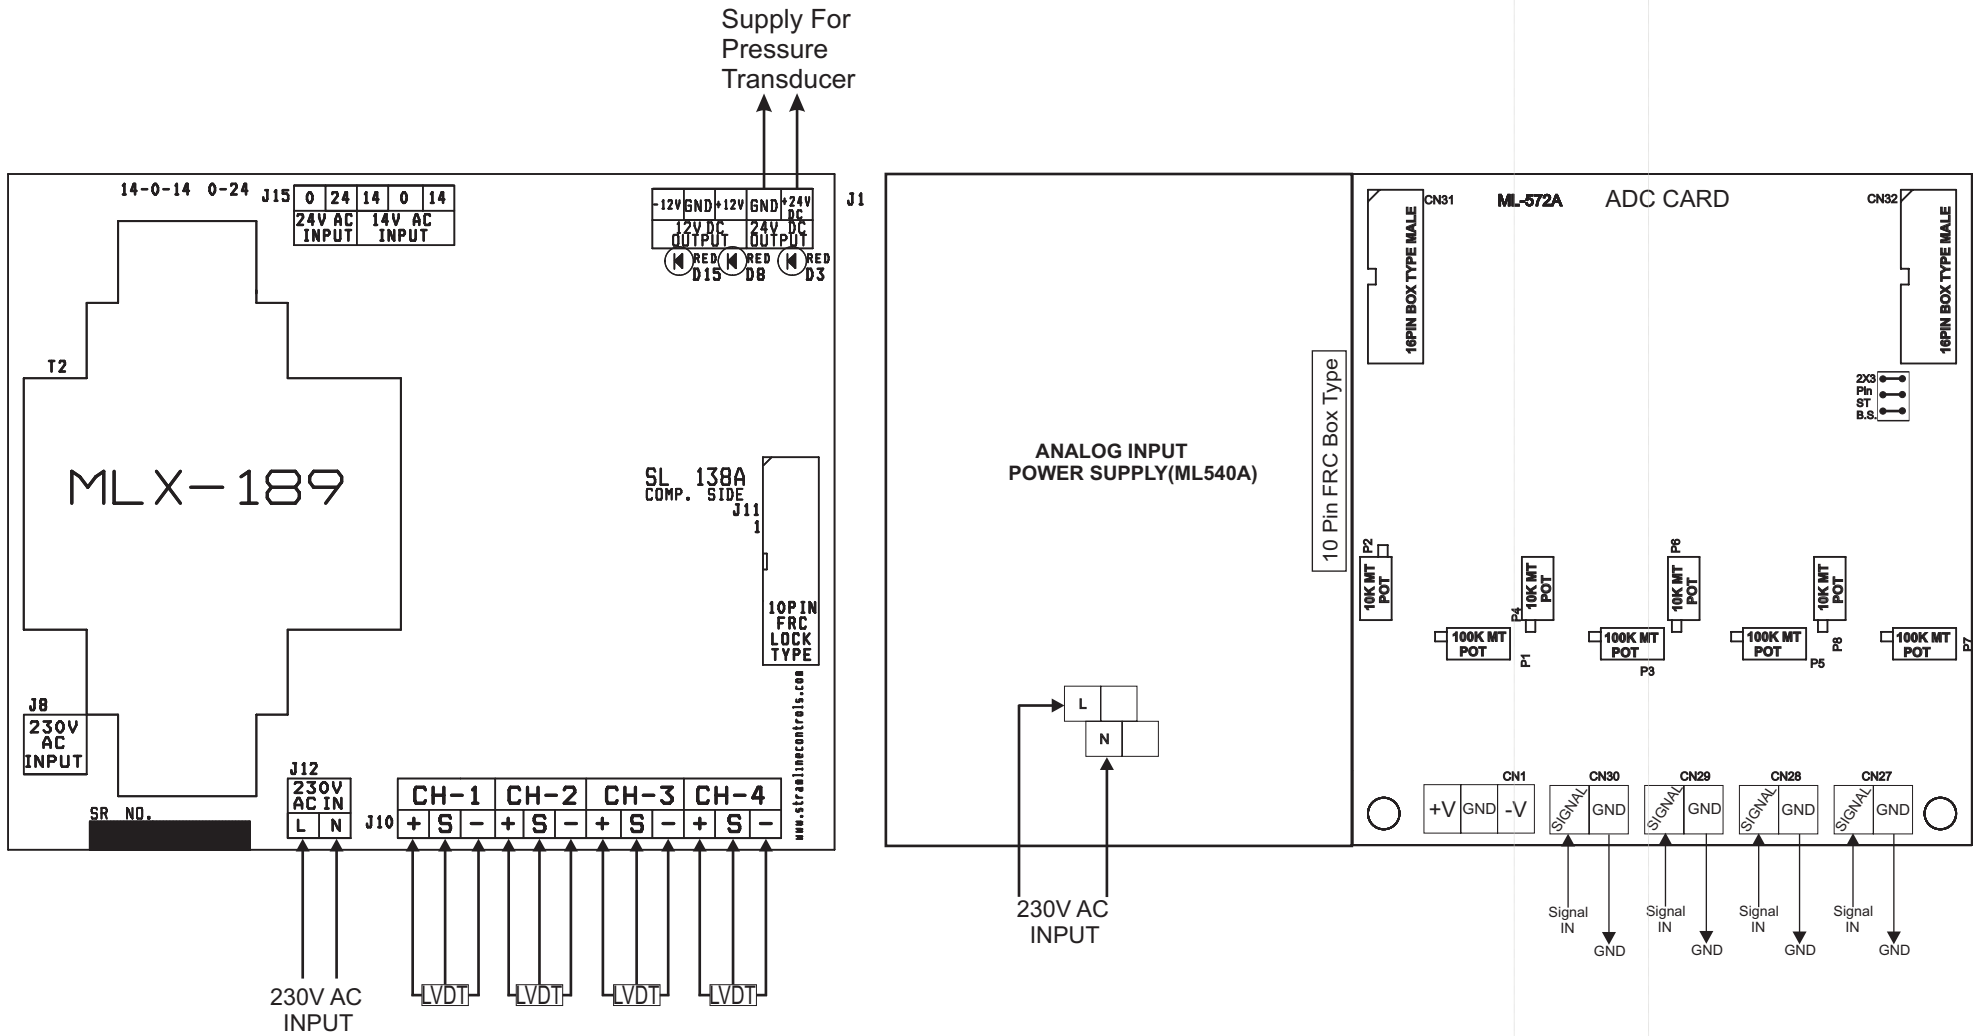 Supply For
Pressure
Transducer
14-0-14 0-24
J15
0 24 14 0 14
24V AC
INPUT
14V AC
INPUT
-12V GND +12V GND +24V
DC
12V DC
OUTPUT
24V DC
OUTPUT
J1
RED
D15
RED
D8
RED
D3
T2
MLX-189
SL 138A
COMP. SIDE
J11
1
10PIN
FRC
LOCK
TYPE
www.stramlinecontrols.com
J8
230V
AC
INPUT
SR NO.
J12
230V
AC IN
L N
J10
CH-1 CH-2 CH-3 CH-4
+ S - + S - + S - + S -
230V AC
INPUT
LVDT LVDT LVDT LVDT
ANALOG INPUT
POWER SUPPLY(ML540A)
10 Pin FRC Box Type
L
N
230V AC
INPUT
CN31
ML-572A
ADC CARD
CN32
16PIN BOX TYPE MALE
16PIN BOX TYPE MALE
2X3
Pin
ST
B.S.
P2
10K MT
POT
P4
10K MT
POT
P6
10K MT
POT
10K MT
POT
P8
100K MT
POT
P1
100K MT
POT
P3
100K MT
POT
P5
100K MT
POT
P7
CN1 CN30 CN29 CN28 CN27
+V GND -V
SIGNAL GND
SIGNAL GND
SIGNAL GND
SIGNAL GND
Signal
IN
GND
Signal
IN
GND
Signal
IN
GND
Signal
IN
GND